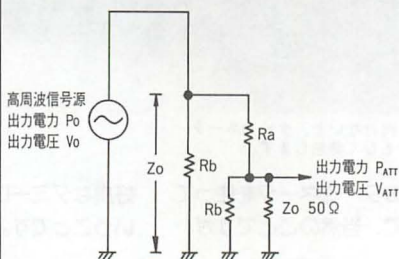 高周波信号源
出力電力 Po
出力電圧 Vo
Zo
Rb
Ra
Rb
Zo 50Ω
出力電力 PATT
出力電圧 VATT